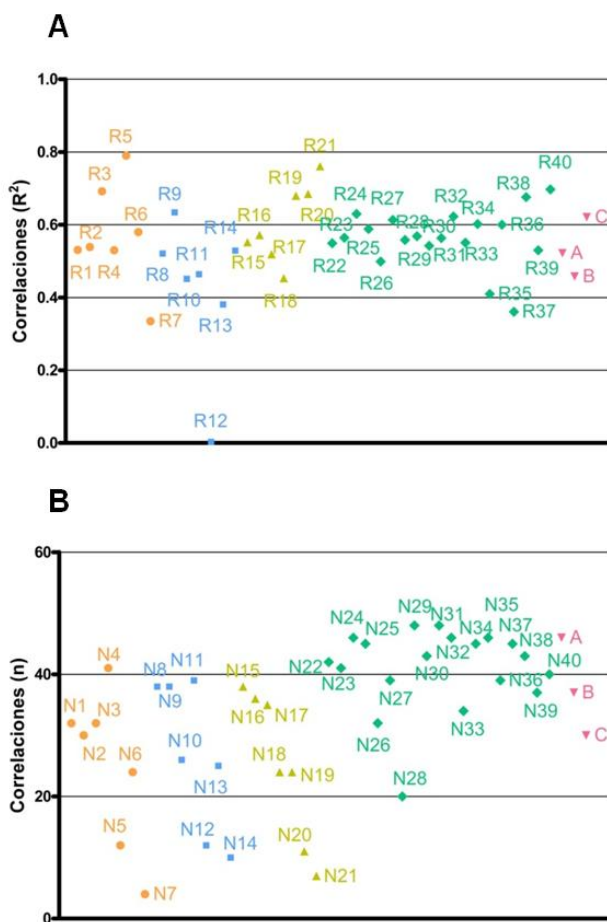 A
1.0
0.8
0.6
0.4
0.2
0.0
Correlaciones (R²)
R1
R2
R3
R4
R5
R6
R7
R8
R9
R10
R11
R12
R13
R14
R15
R16
R17
R18
R19
R20
R21
R22
R23
R24
R25
R26
R27
R28
R29
R30
R31
R32
R33
R34
R35
R36
R37
R38
R39
R40
A
B
C
B
60
40
20
0
Correlaciones (n)
N1
N2
N3
N4
N5
N6
N7
N8
N9
N10
N11
N12
N13
N14
N15
N16
N17
N18
N19
N20
N21
N22
N23
N24
N25
N26
N27
N28
N29
N30
N31
N32
N33
N34
N35
N36
N37
N38
N39
N40
A
B
C